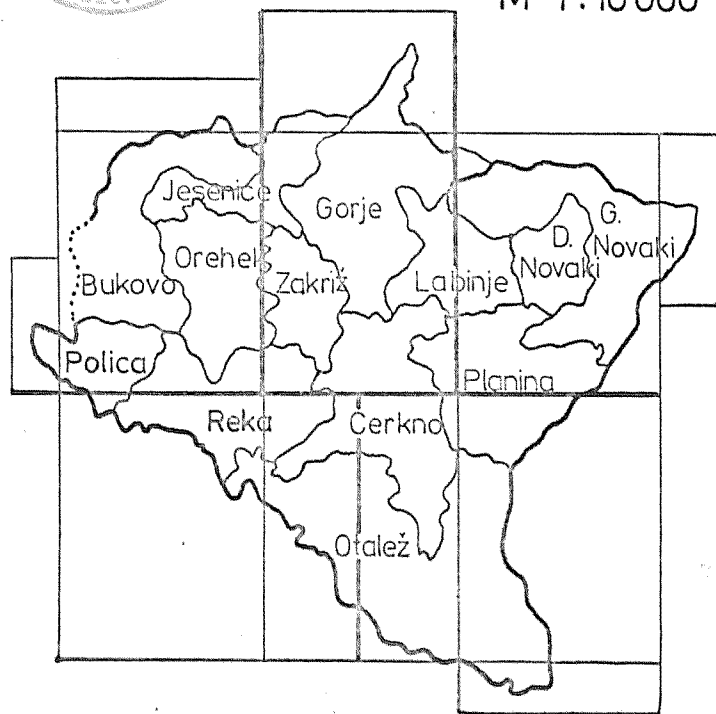 M 1:10 000
Jesenice
Gorje
G.
Novaki
D.
Novaki
Orehek
Zakriž
Labinje
Bukovo
Polica
Planina
Reka
Cerkno
Otalež